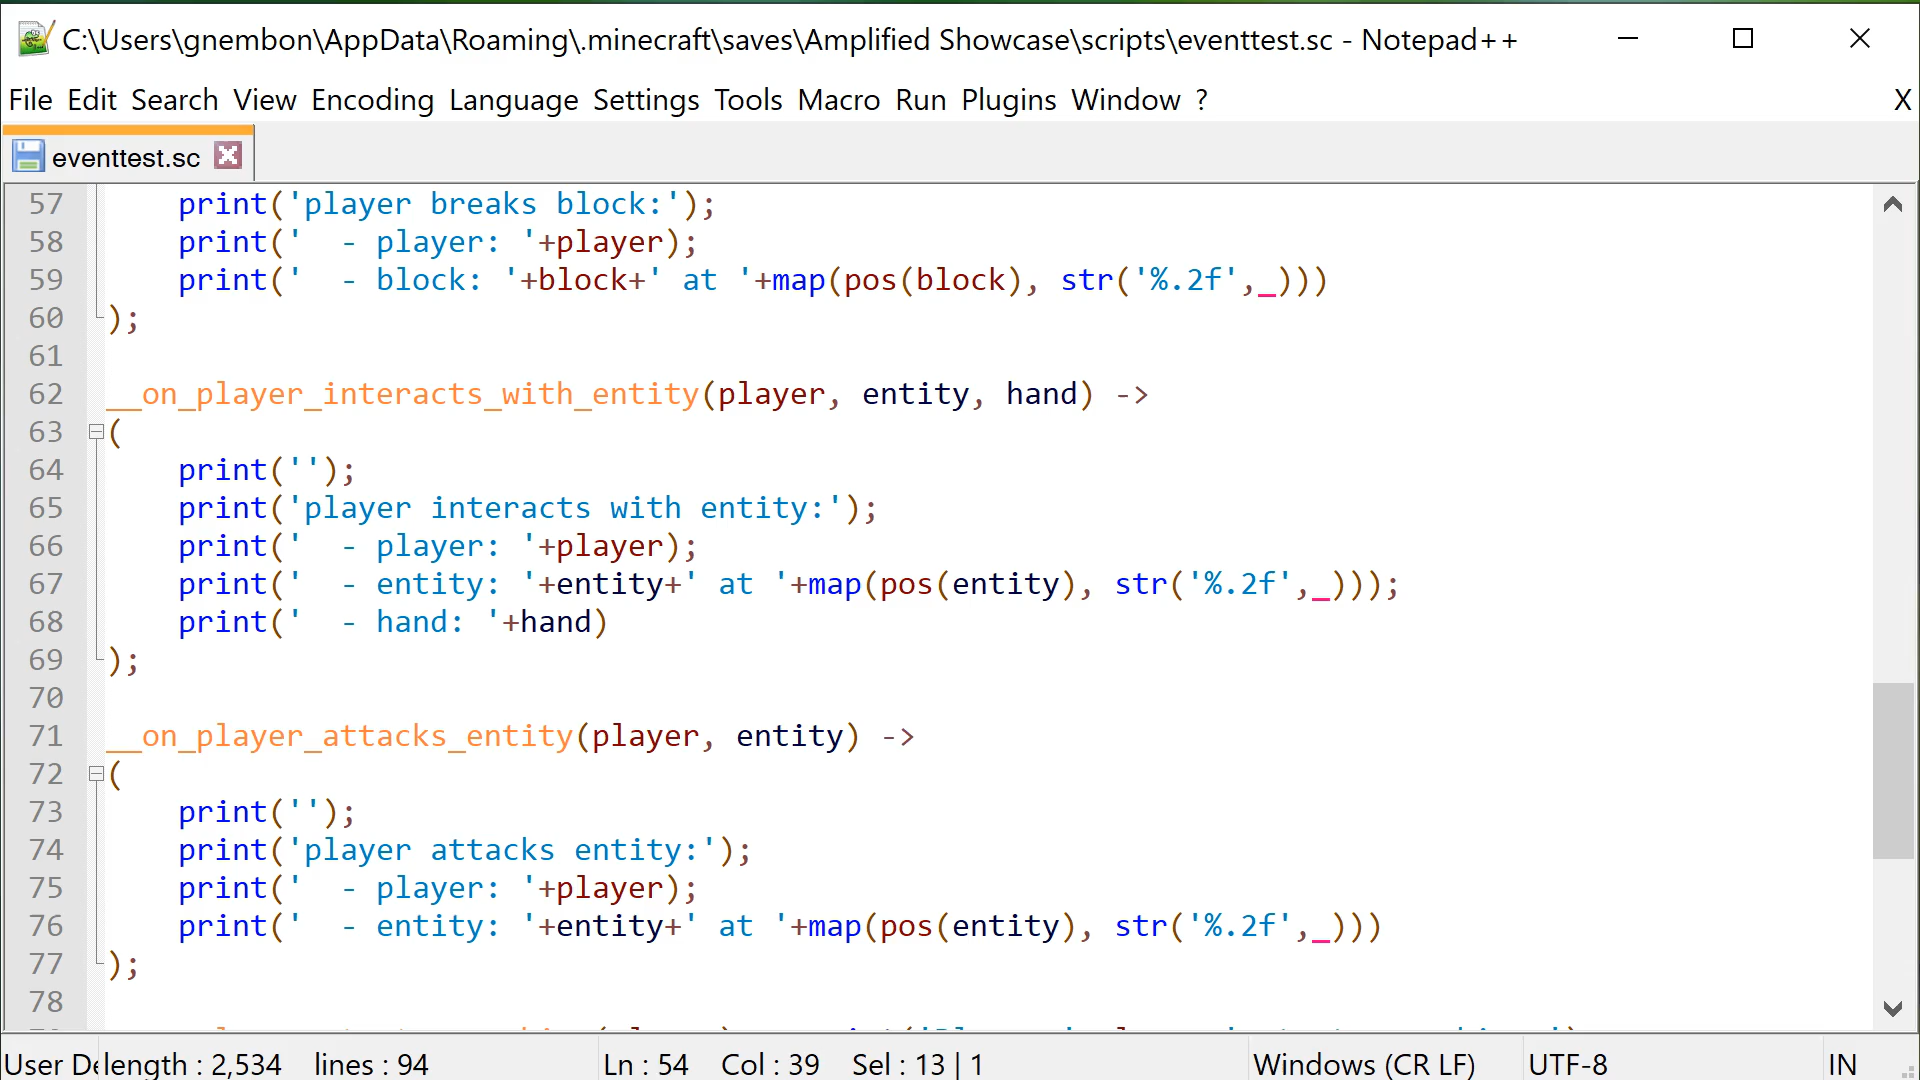 C:\Users\gnembon\AppData\Roaming\.minecraft\saves\Amplified Showcase\scripts\eventtest.sc - Notepad++
File Edit Search View Encoding Language Settings Tools Macro Run Plugins Window ? X
eventtest.sc
57 print('player breaks block:');
58 print('  - player: '+player);
59 print('  - block: '+block+' at '+map(pos(block), str('%.2f',_)))
60 );
61
62 __on_player_interacts_with_entity(player, entity, hand) ->
63 (
64 print('');
65 print('player interacts with entity:');
66 print('  - player: '+player);
67 print('  - entity: '+entity+' at '+map(pos(entity), str('%.2f',_)));
68 print('  - hand: '+hand)
69 );
70
71 __on_player_attacks_entity(player, entity) ->
72 (
73 print('');
74 print('player attacks entity:');
75 print('  - player: '+player);
76 print('  - entity: '+entity+' at '+map(pos(entity), str('%.2f',_)))
77 );
78
User De length : 2,534 lines : 94 Ln : 54 Col : 39 Sel : 13 | 1 Windows (CR LF) UTF-8 IN